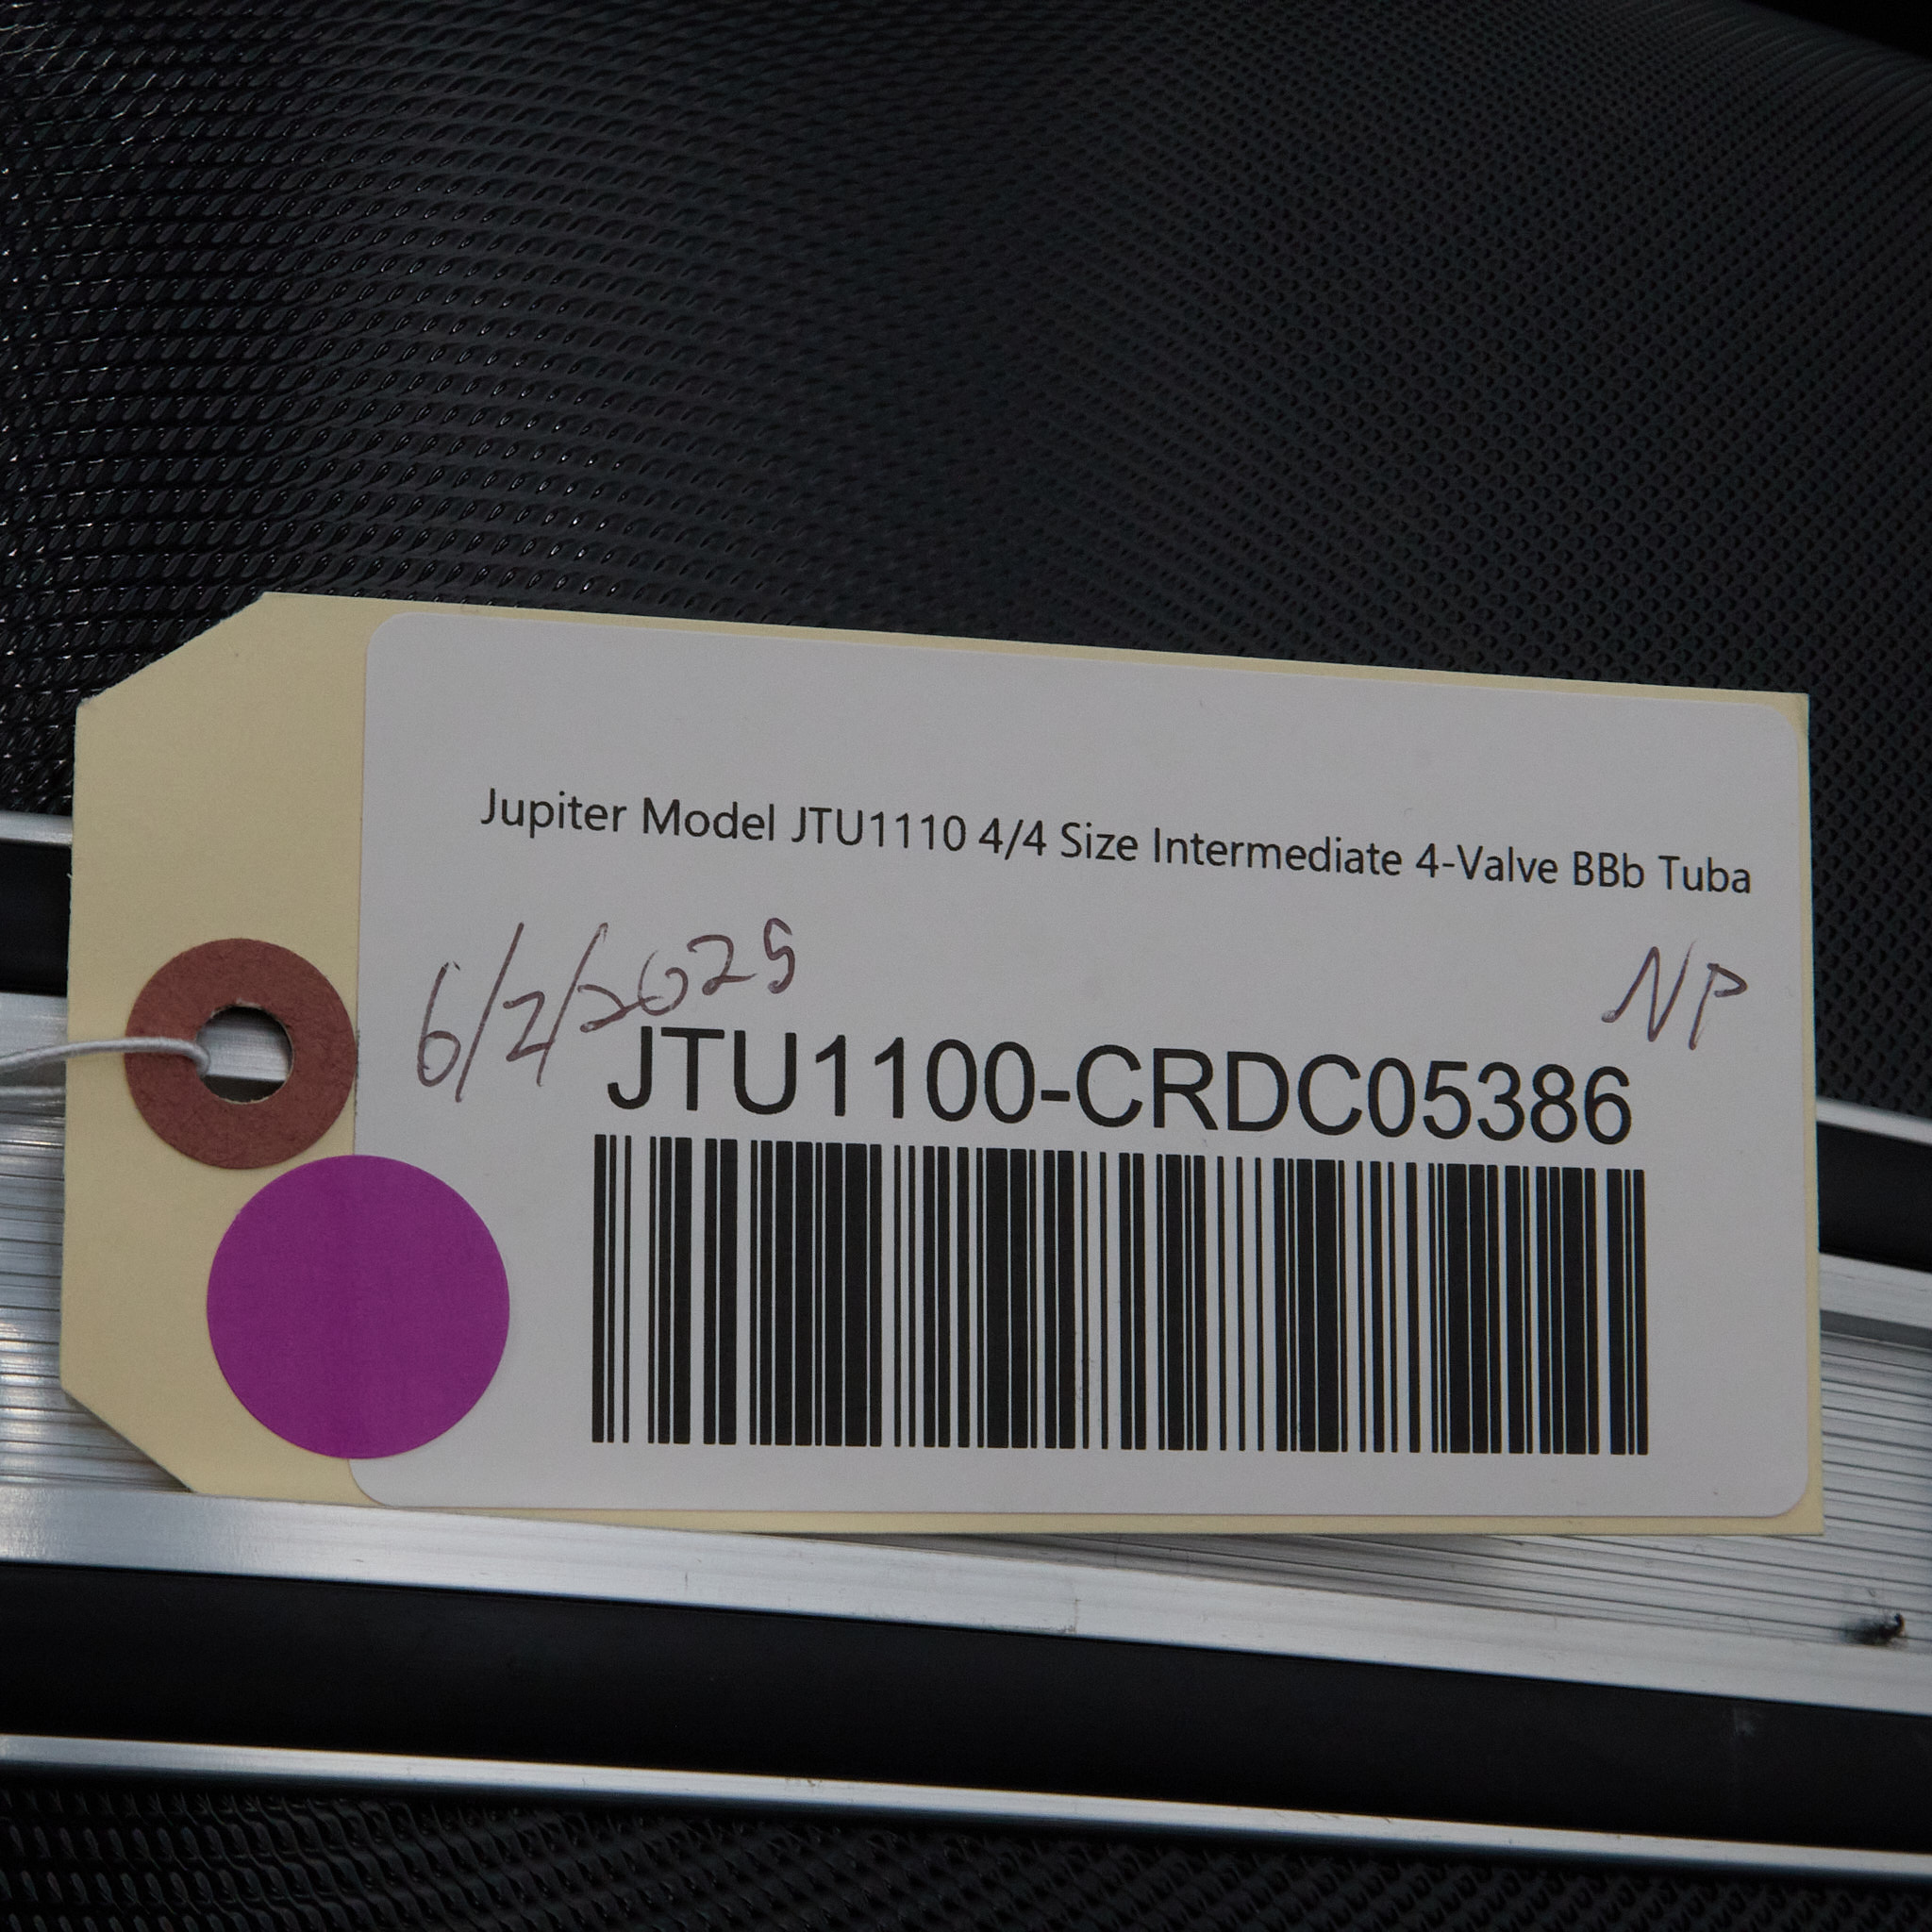 Jupiter Model JTU1110 4/4 Size Intermediate 4-Valve BBb Tuba
6/2/2025 NP
JTU1100-CRDC05386